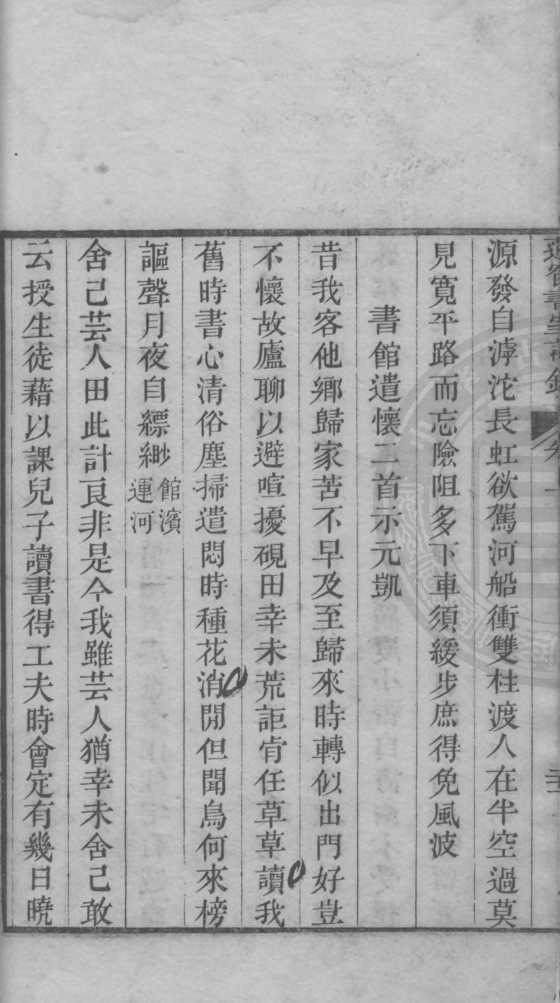 源發自滹沱長虹欲駕河船衝雙柱渡人在半空過莫
見寬平路而忘險阻多下車須緩步庶得免風波
書館遣懷二首示元凱
昔我客他鄉歸家苦不早及至歸來時轉似出門好豈
不懷故廬聊以避喧擾硯田幸未荒詎肯任草草讀我
舊時書心清俗塵掃遣悶時種花消閒但聞鳥何來榜
謳聲月夜自縹緲館濱運河
舍己芸人田此計良非是今我雖芸人猶幸未舍己敢
云授生徒藉以課兒子讀書得工夫時會定有幾日曉